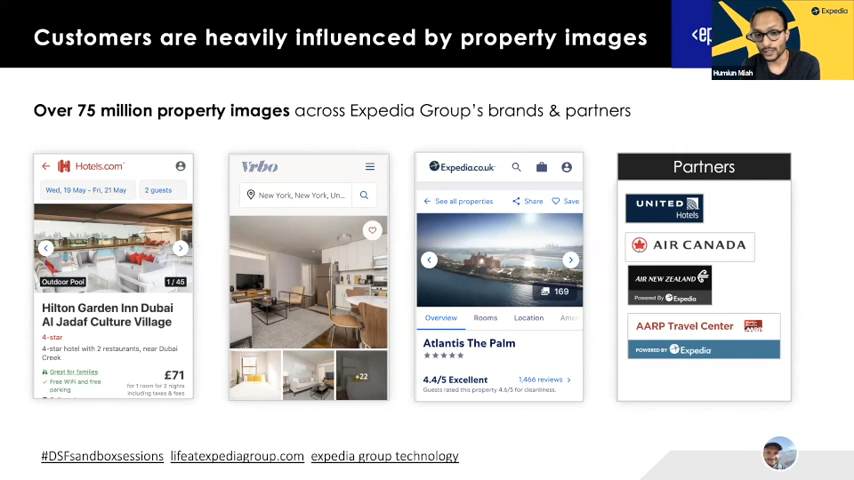 Customers are heavily influenced by property images
Expedia
Humiun Miah
Over 75 million property images across Expedia Group's brands & partners
Hotels.com
Wed, 19 May - Fri, 21 May
2 guests
Outdoor Pool
1 / 45
Hilton Garden Inn Dubai
Al Jadaf Culture Village
4-star
4-star hotel with 2 restaurants, near Dubai
Creek
Great for families
Free WiFi and free
parking
£71
for 1 room for 2 nights
including taxes & fees
Vrbo
New York, New York, Un...
+22
Expedia.co.uk
See all properties
Share
Save
169
Overview
Rooms
Location
Ame
Atlantis The Palm
4.4/5 Excellent
1,466 reviews
Guests rated this property 4.6/5 for cleanliness.
Partners
UNITED
Hotels
AIR CANADA
AIR NEW ZEALAND
Powered By Expedia
AARP Travel Center
POWERED BY Expedia
#DSFsandboxsessions lifeatexpediagroup.com expedia group technology